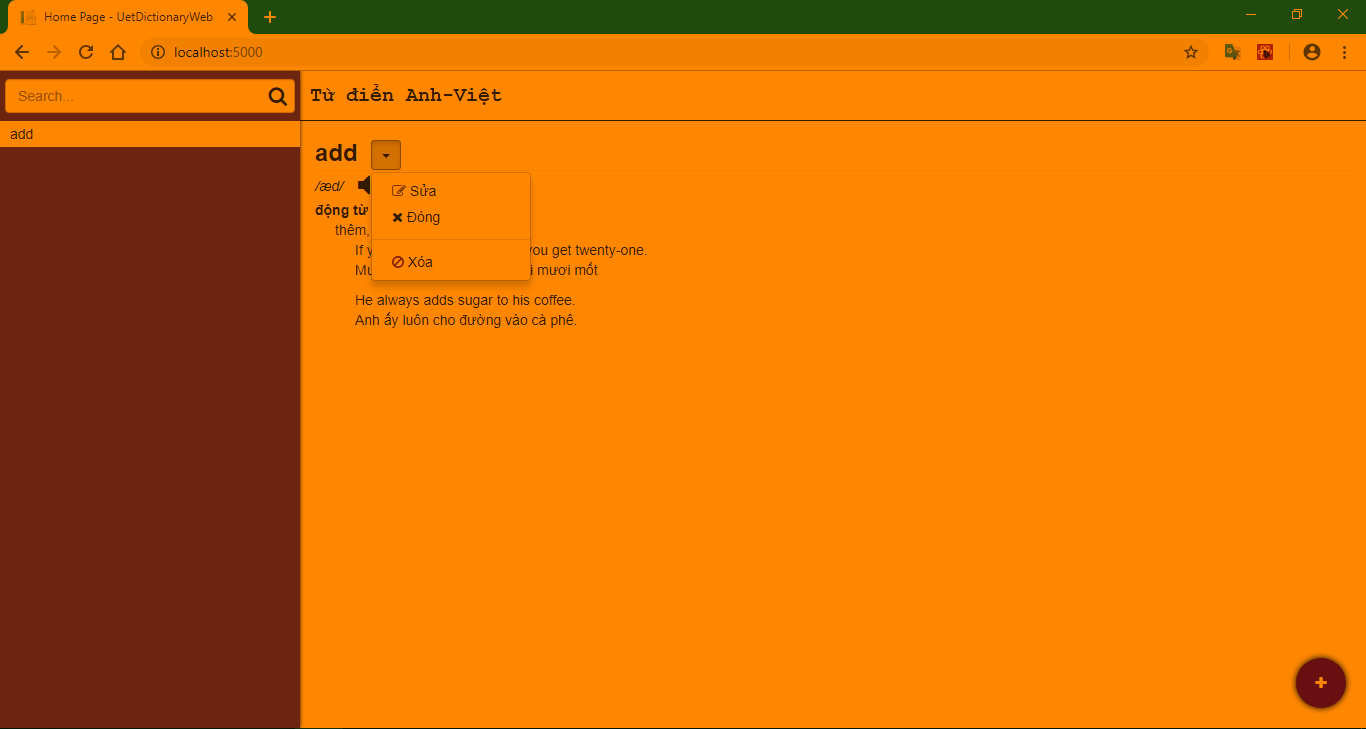 Home Page - UetDictionaryWeb
localhost:5000
Search...
Từ điển Anh-Việt
add
add
/æd/
Sửa
động từ
Đóng
thêm,
If you get twenty-one.
Xóa
mươi mốt
He always adds sugar to his coffee.
Anh ấy luôn cho đường vào cà phê.